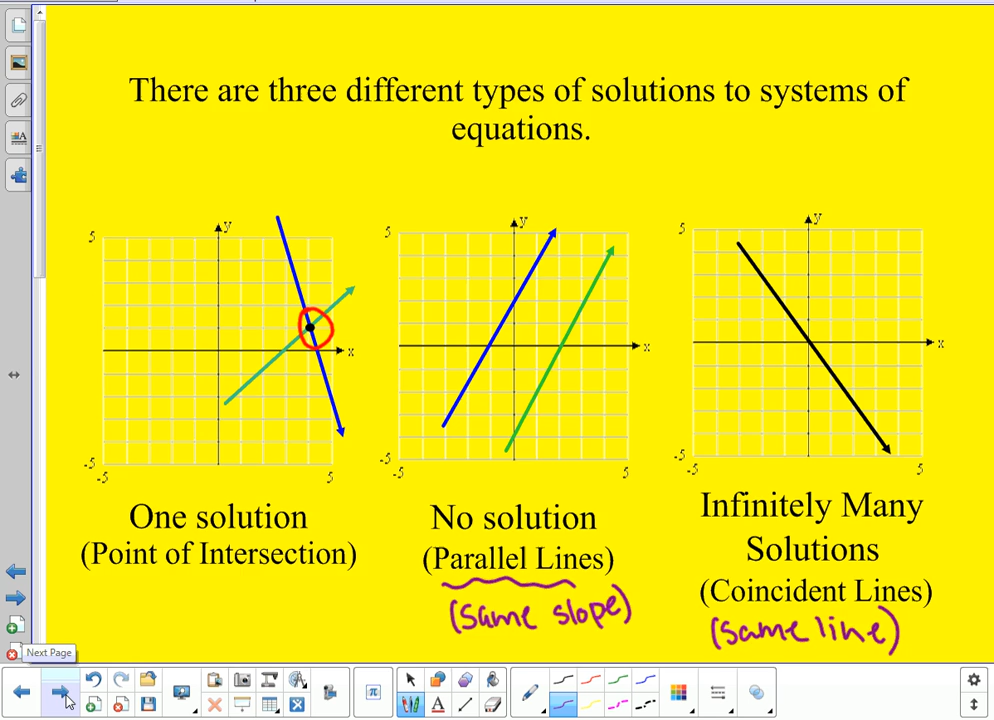 There are three different types of solutions to systems of
equations.
5
y
x
-5
-5
5
5
y
x
-5
-5
5
5
y
x
-5
-5
5
One solution
(Point of Intersection)
No solution
(Parallel Lines)
(same slope)
Infinitely Many
Solutions
(Coincident Lines)
(same line)
Next Page
π
A